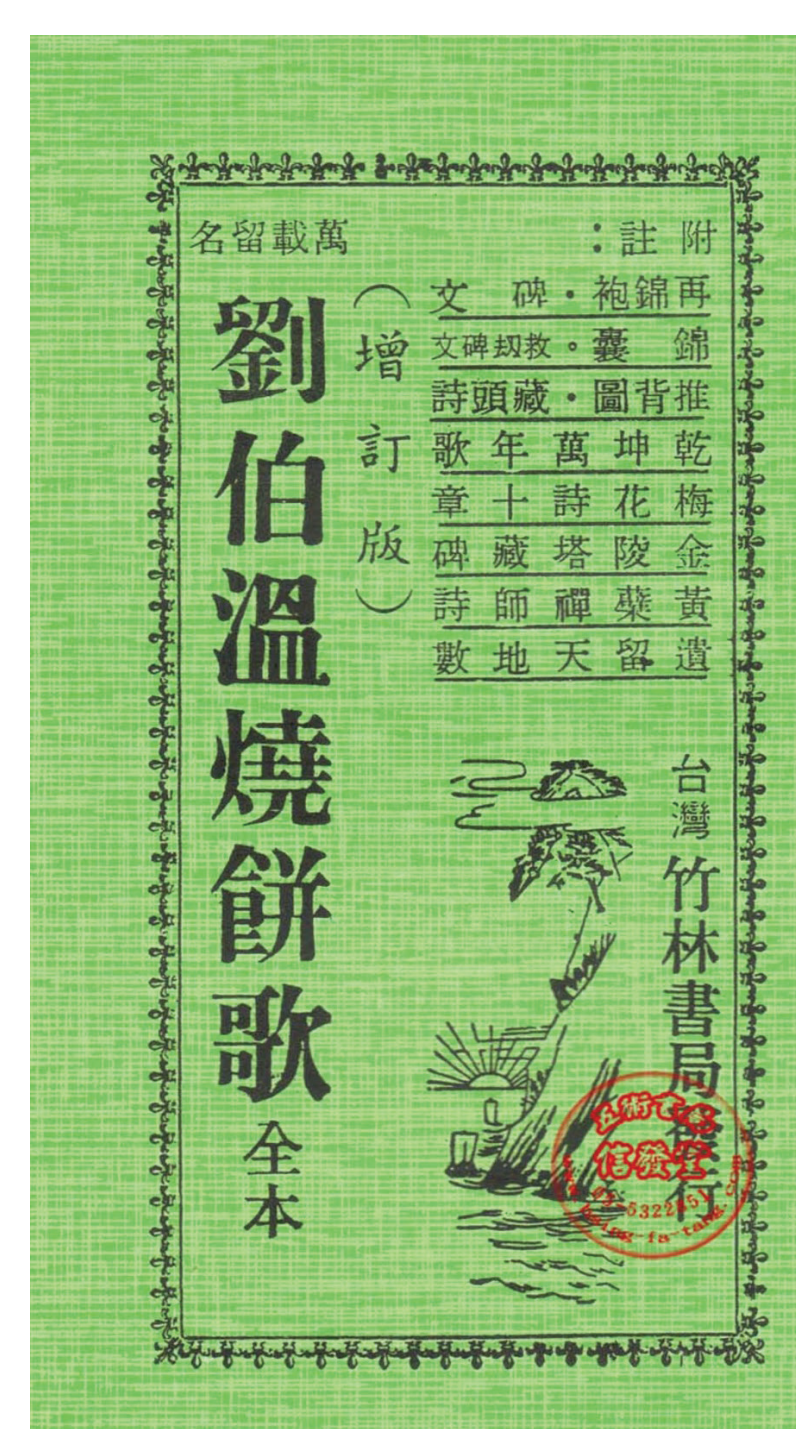 附註：
再錦袍・碑文
錦囊・救刼碑文
推背圖・藏頭詩
乾坤萬年歌
梅花詩十章
金陵塔藏碑
黃蘗禪師詩
遺留天地數
台灣竹林書局發行
（增訂版）
萬載留名
劉伯溫燒餅歌全本
信發堂